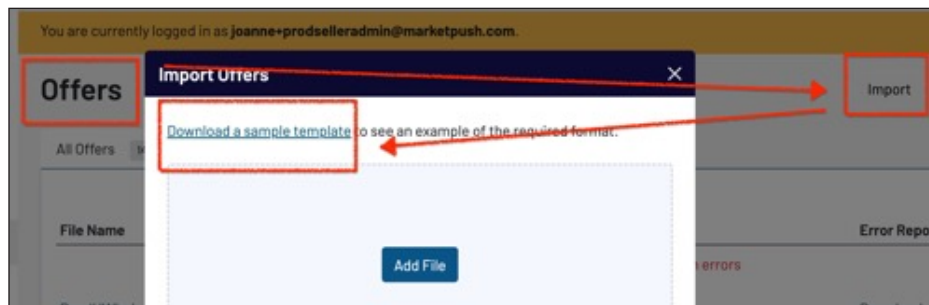 You are currently logged in as joanne+prodselleradmin@marketpush.com.
Offers
Import Offers
Import
Download a sample template to see an example of the required format.
All Offers
File Name
Error Repo
Add File
errors